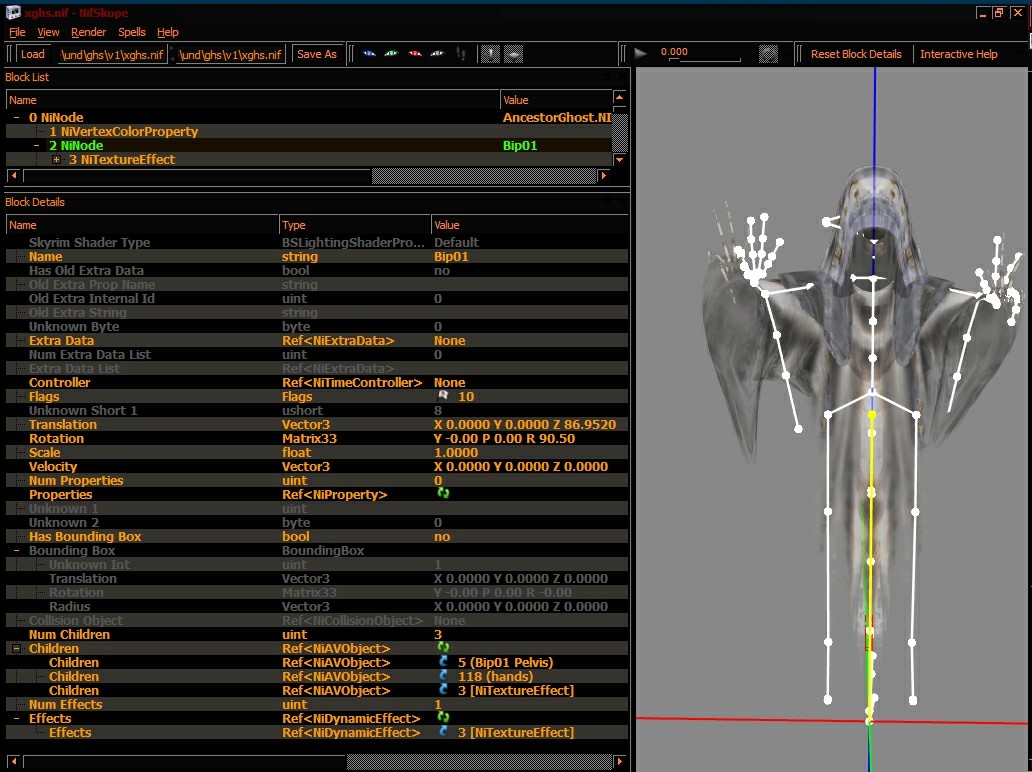 xghs.nif - NifSkope
File View Render Spells Help
Load \und\ghs\v1\xghs.nif \und\ghs\v1\xghs.nif Save As 0.000 Reset Block Details Interactive Help
Block List
Name Value
0 NiNode AncestorGhost.NI
1 NiVertexColorProperty
2 NiNode Bip01
3 NiTextureEffect
Block Details
Name Type Value
Skyrim Shader Type BSLightingShaderPro... Default
Name string Bip01
Has Old Extra Data bool no
Old Extra Prop Name string
Old Extra Internal Id uint 0
Old Extra String string
Unknown Byte byte 0
Extra Data Ref<NiExtraData> None
Num Extra Data List uint 0
Extra Data List Ref<NiExtraData>
Controller Ref<NiTimeController> None
Flags Flags 10
Unknown Short 1 ushort 8
Translation Vector3 X 0.0000 Y 0.0000 Z 86.9520
Rotation Matrix33 Y -0.00 P 0.00 R 90.50
Scale float 1.0000
Velocity Vector3 X 0.0000 Y 0.0000 Z 0.0000
Num Properties uint 0
Properties Ref<NiProperty>
Unknown 1 uint
Unknown 2 byte 0
Has Bounding Box bool no
Bounding Box BoundingBox
Unknown Int uint 1
Translation Vector3 X 0.0000 Y 0.0000 Z 0.0000
Rotation Matrix33 Y -0.00 P 0.00 R -0.00
Radius Vector3 X 0.0000 Y 0.0000 Z 0.0000
Collision Object Ref<NiCollisionObject> None
Num Children uint 3
Children Ref<NiAVObject>
Children Ref<NiAVObject> 5 (Bip01 Pelvis)
Children Ref<NiAVObject> 118 (hands)
Children Ref<NiAVObject> 3 [NiTextureEffect]
Num Effects uint 1
Effects Ref<NiDynamicEffect>
Effects Ref<NiDynamicEffect> 3 [NiTextureEffect]